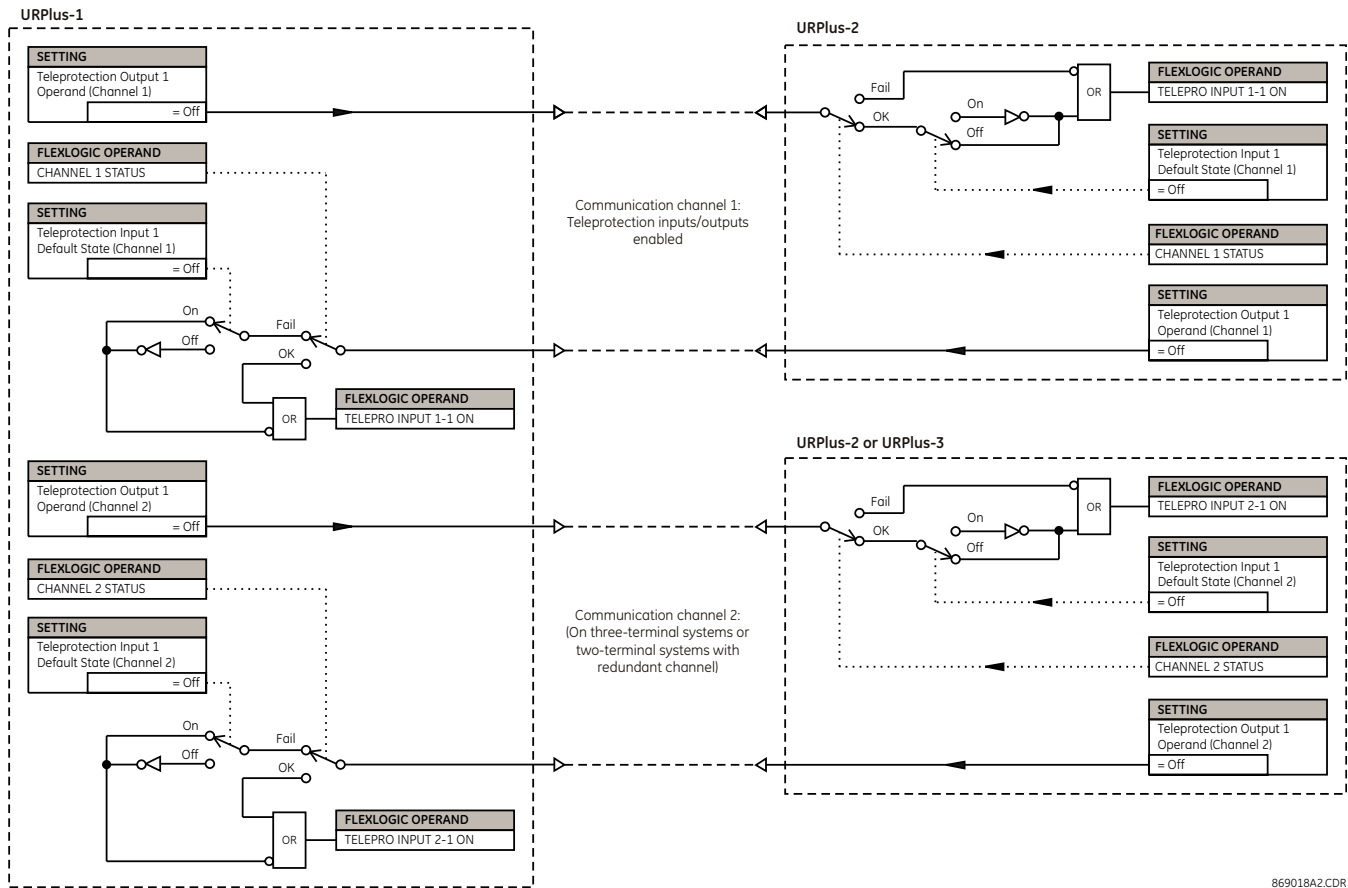 URPlus-1
SETTING
Teleprotection Output 1
Operand (Channel 1)
= Off
FLEXLOGIC OPERAND
CHANNEL 1 STATUS
SETTING
Teleprotection Input 1
Default State (Channel 1)
= Off
On
Off
Fail
OK
OR
FLEXLOGIC OPERAND
TELEPRO INPUT 1-1 ON
SETTING
Teleprotection Output 1
Operand (Channel 2)
= Off
FLEXLOGIC OPERAND
CHANNEL 2 STATUS
SETTING
Teleprotection Input 1
Default State (Channel 2)
= Off
On
Off
Fail
OK
OR
FLEXLOGIC OPERAND
TELEPRO INPUT 2-1 ON
Communication channel 1:
Teleprotection inputs/outputs
enabled
Communication channel 2:
(On three-terminal systems or
two-terminal systems with
redundant channel)
URPlus-2
Fail
OK
On
Off
OR
FLEXLOGIC OPERAND
TELEPRO INPUT 1-1 ON
SETTING
Teleprotection Input 1
Default State (Channel 1)
= Off
FLEXLOGIC OPERAND
CHANNEL 1 STATUS
SETTING
Teleprotection Output 1
Operand (Channel 1)
= Off
URPlus-2 or URPlus-3
Fail
OK
On
Off
OR
FLEXLOGIC OPERAND
TELEPRO INPUT 2-1 ON
SETTING
Teleprotection Input 1
Default State (Channel 2)
= Off
FLEXLOGIC OPERAND
CHANNEL 2 STATUS
SETTING
Teleprotection Output 1
Operand (Channel 2)
= Off
869018A2.CDR